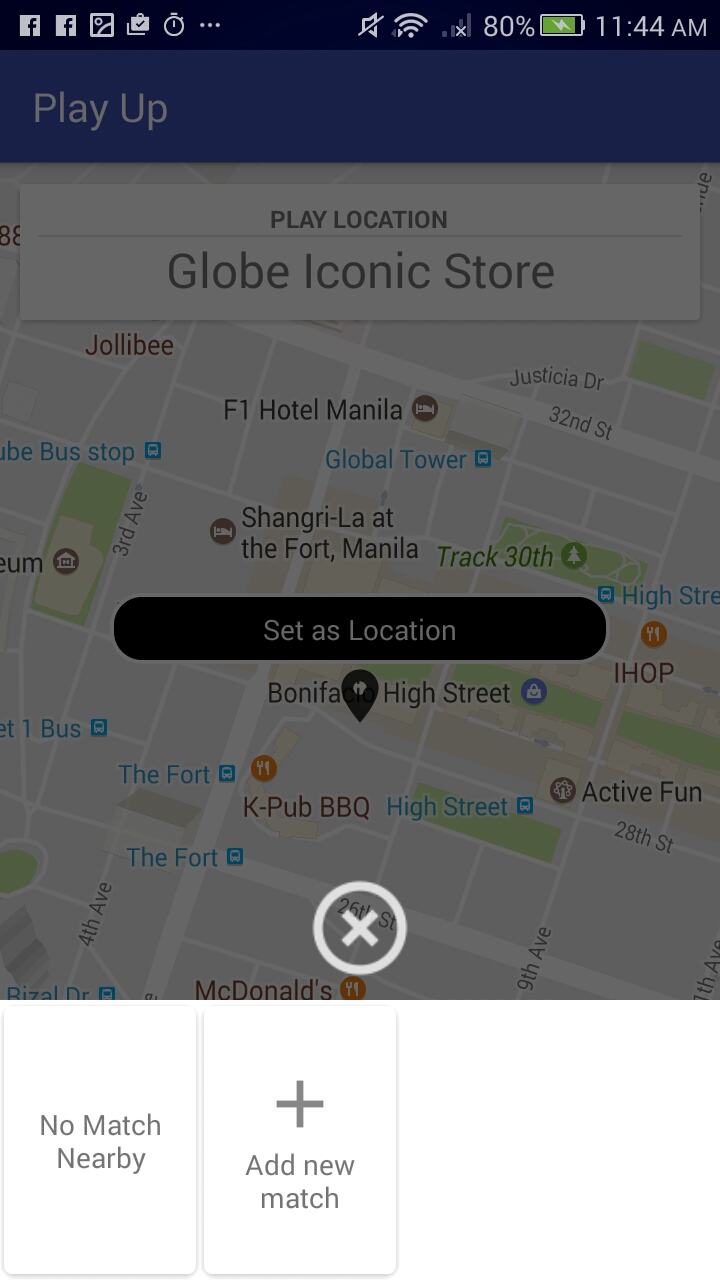 80% 11:44 AM
Play Up
PLAY LOCATION
Globe Iconic Store
Jollibee
Justicia Dr
F1 Hotel Manila
32nd St
Bus stop
Global Tower
3rd Ave
Shangri-La at
the Fort, Manila
Track 30th
High Stre
Set as Location
IHOP
Bonifacio High Street
et 1 Bus
The Fort
Active Fun
K-Pub BBQ
High Street
28th St
The Fort
26th St
4th Ave
9th Ave
McDonald's
Rizal Dr
No Match
Nearby
Add new
match